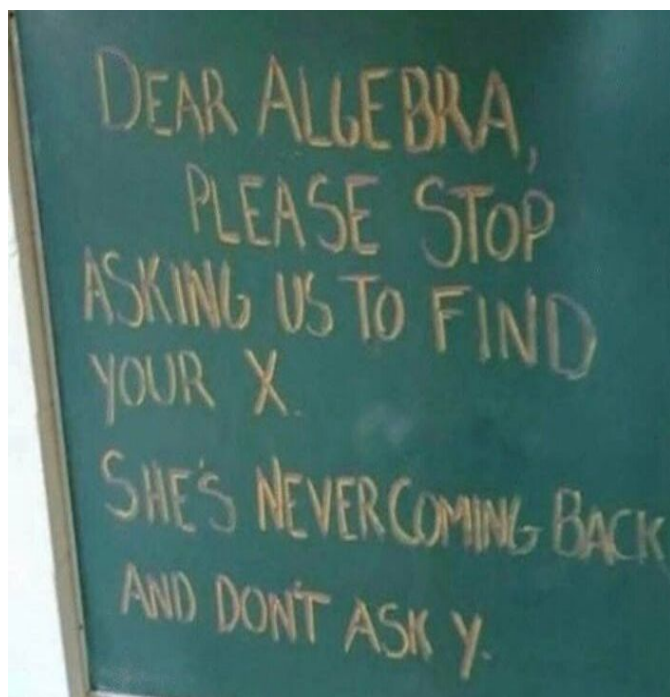 DEAR ALGEBRA,
PLEASE STOP
ASKING US TO FIND
YOUR X.
SHE'S NEVER COMING BACK
AND DON'T ASK Y.